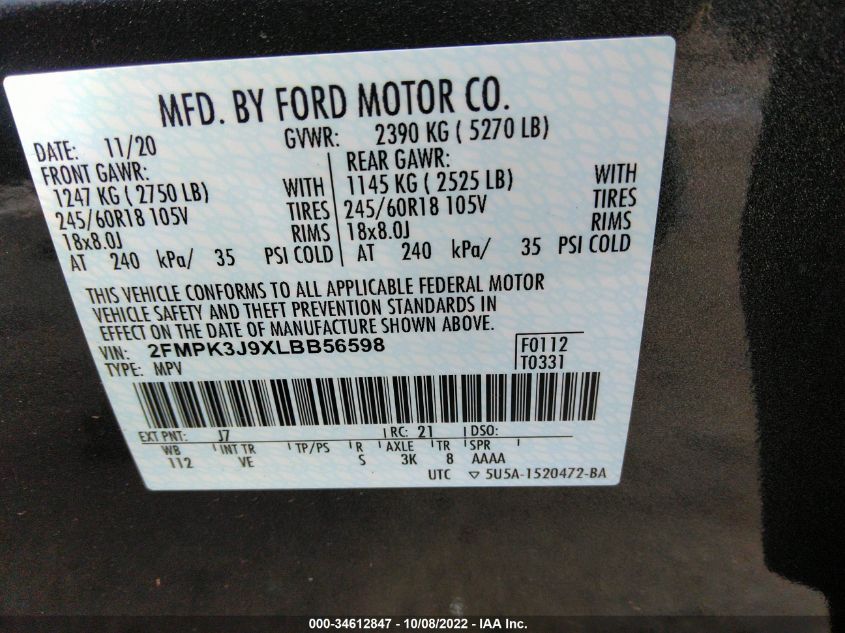 MFD. BY FORD MOTOR CO.
DATE: 11/20 GVWR: 2390 KG ( 5270 LB)
FRONT GAWR: REAR GAWR:
1247 KG ( 2750 LB) WITH 1145 KG ( 2525 LB) WITH
245/60R18 105V TIRES 245/60R18 105V TIRES
18x8.0J RIMS 18x8.0J RIMS
AT 240 kPa/ 35 PSI COLD AT 240 kPa/ 35 PSI COLD
THIS VEHICLE CONFORMS TO ALL APPLICABLE FEDERAL MOTOR
VEHICLE SAFETY AND THEFT PREVENTION STANDARDS IN
EFFECT ON THE DATE OF MANUFACTURE SHOWN ABOVE.
VIN: 2FMPK3J9XLBB56598 F0112
TYPE: MPV T0331
EXT PNT: J7 RC: 21 DSO:
WB INT TR TP/PS R AXLE TR SPR
112 VE S 3K 8 AAAA
UTC ▽ 5U5A-1520472-BA
000-34612847 - 10/08/2022 - IAA Inc.